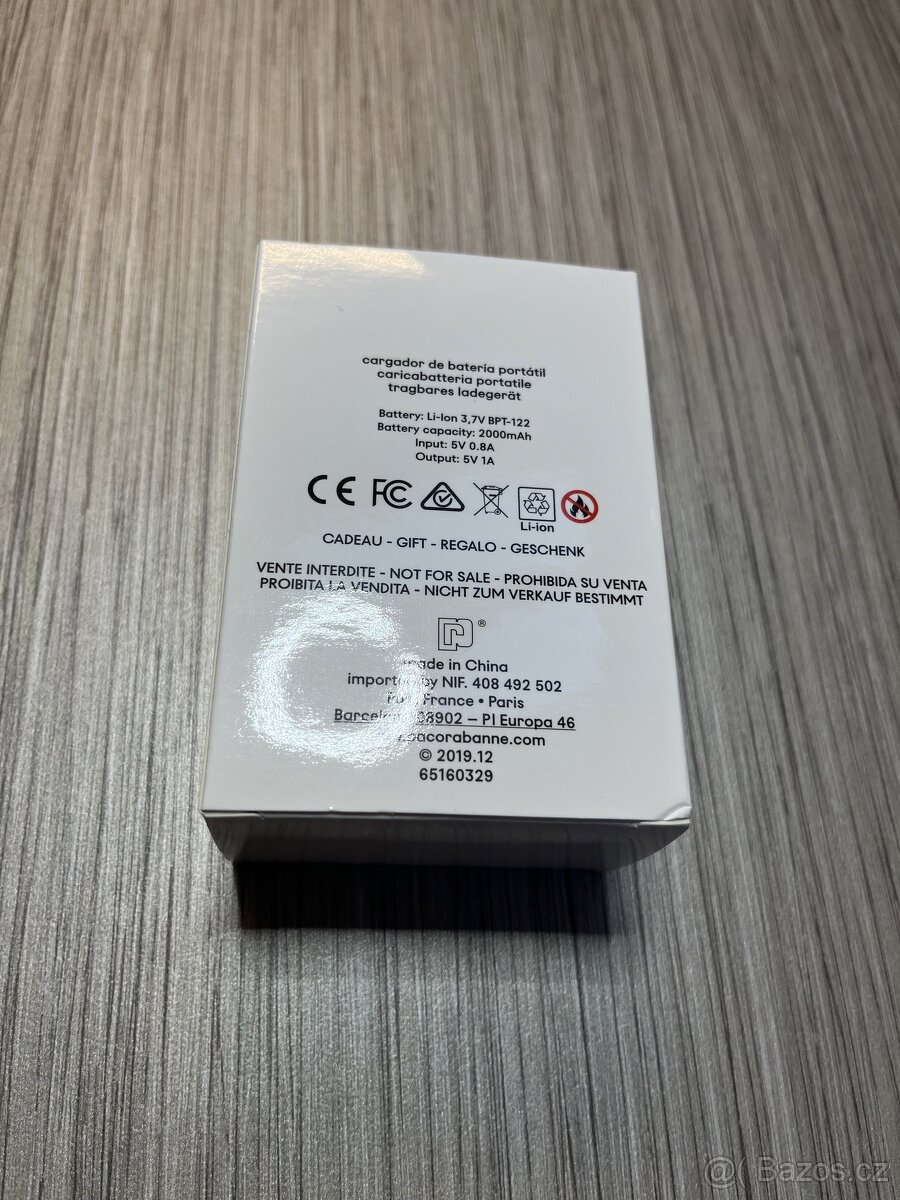 cargador de batería portátil
caricabatteria portatile
tragbares ladegerät
Battery: Li-Ion 3,7V BPT-122
Battery capacity: 2000mAh
Input: 5V 0.8A
Output: 5V 1A
CE FC
Li-ion
CADEAU - GIFT - REGALO - GESCHENK
VENTE INTERDITE - NOT FOR SALE - PROHIBIDA SU VENTA
PROIBITA LA VENDITA - NICHT ZUM VERKAUF BESTIMMT
®
in China
by NIF. 408 492 502
France • Paris
– Pl Europa 46
© 2019.12
65160329
@ Bazos.cz